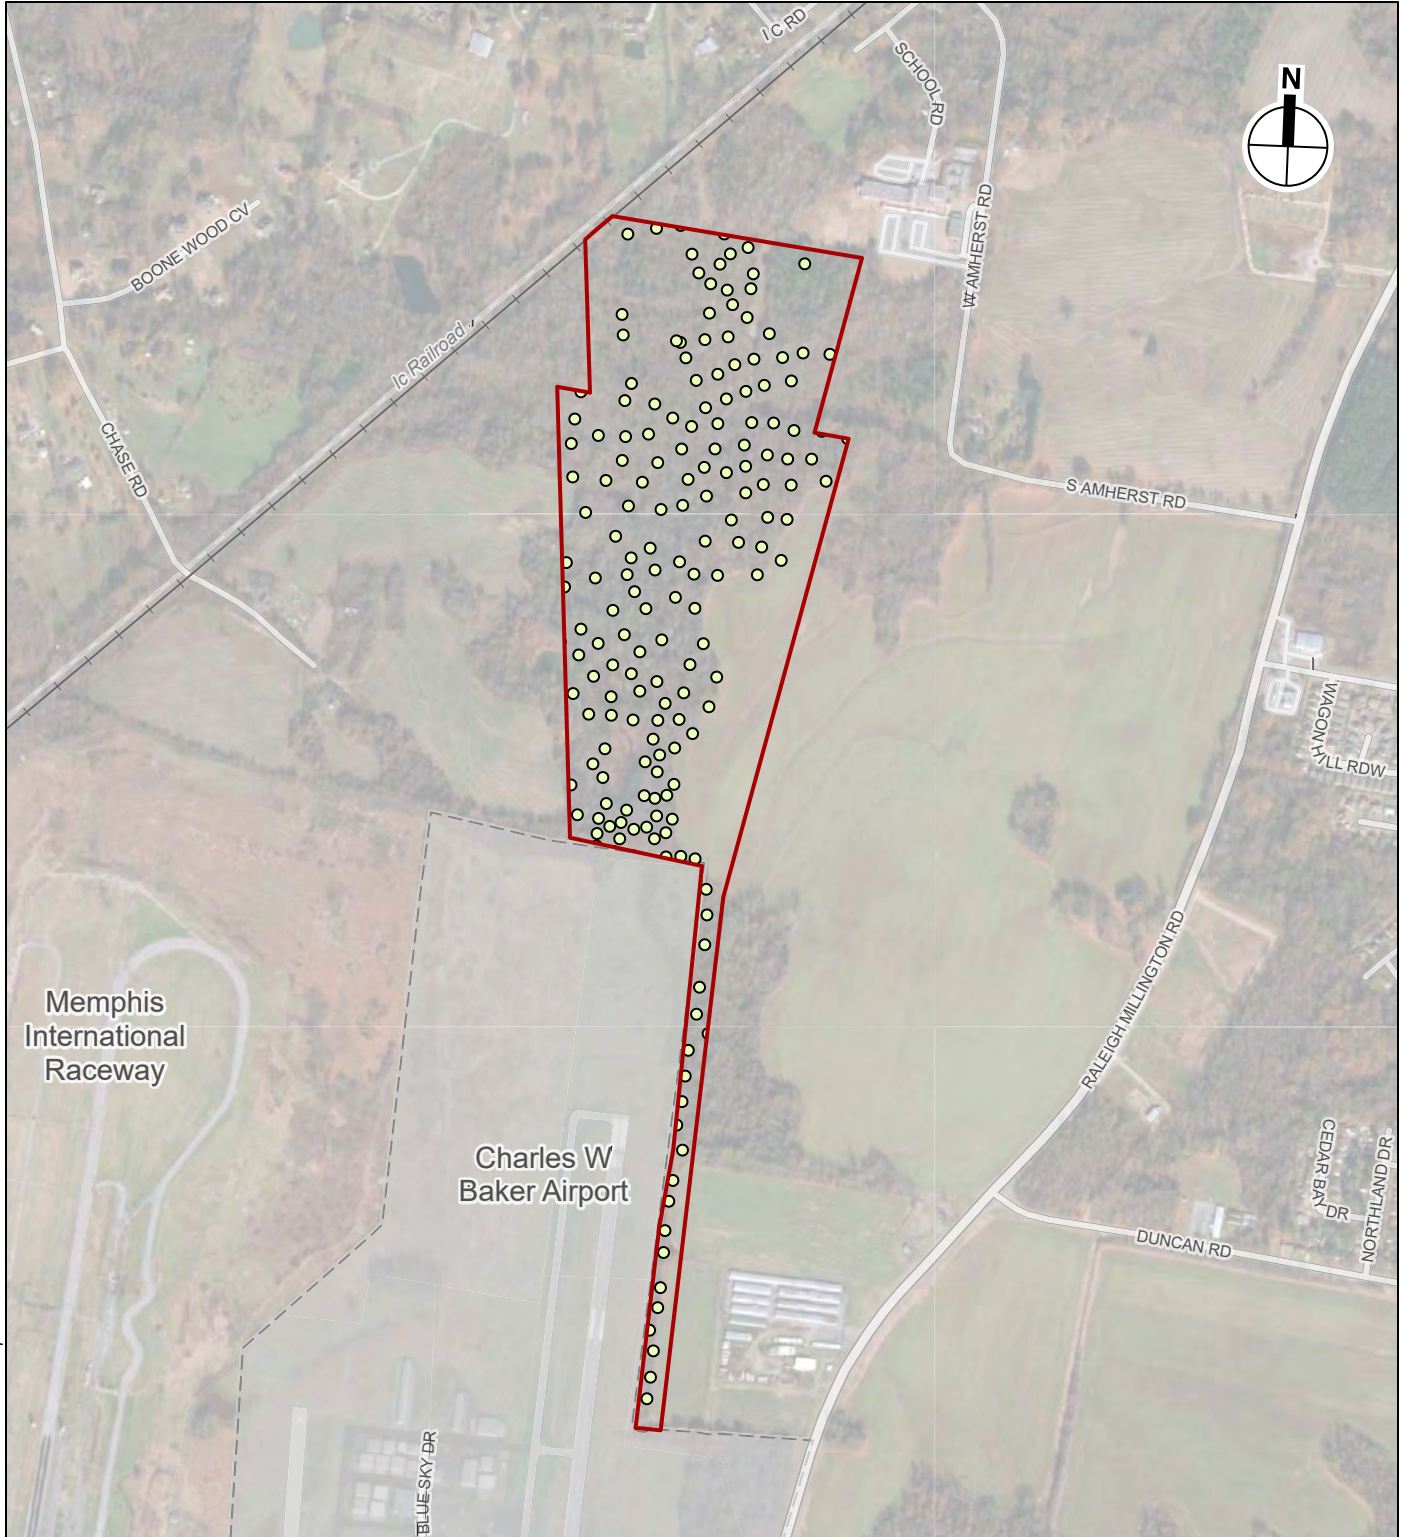 I C RD
SCHOOL RD
N
W AMHERST RD
BOONE WOOD CV
Ic Railroad
CHASE RD
S AMHERST RD
WAGON HILL RDW
RALEIGH MILLINGTON RD
Memphis
International
Raceway
Charles W
Baker Airport
CEDAR BAY DR
NORTHLAND DR
DUNCAN RD
BLUE SKY DR